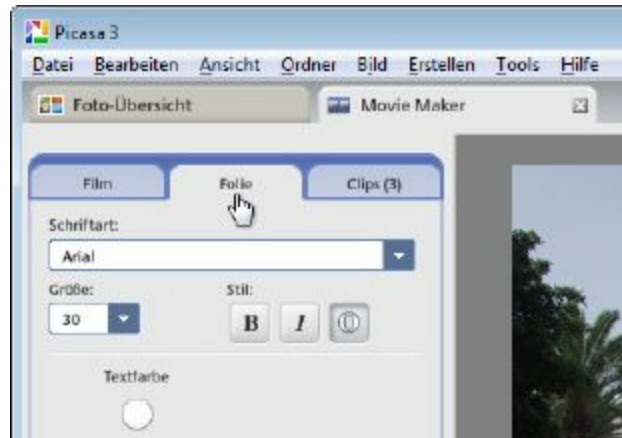 Picasa 3
Datei Bearbeiten Ansicht Ordner Bild Erstellen Tools Hilfe
Foto-Übersicht Movie Maker
Film Folie Clips (3)
Schriftart:
Arial
Größe: Stil:
30 B I O
Textfarbe